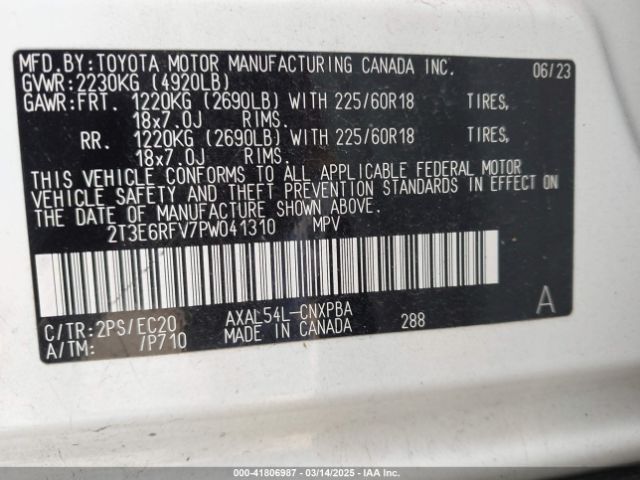 MFD.BY:TOYOTA MOTOR MANUFACTURING CANADA INC. 06/23
GVWR:2230KG (4920LB)
GAWR:FRT. 1220KG (2690LB) WITH 225/60R18 TIRES,
18x7.0J RIMS.
RR. 1220KG (2690LB) WITH 225/60R18 TIRES,
18x7.0J RIMS.
THIS VEHICLE CONFORMS TO ALL APPLICABLE FEDERAL MOTOR
VEHICLE SAFETY AND THEFT PREVENTION STANDARDS IN EFFECT ON
THE DATE OF MANUFACTURE SHOWN ABOVE.
2T3E6RFV7PW041310 MPV
C/TR:2PS/EC20 AXAL54L-CNXPBA A
A/TM: /P710 MADE IN CANADA 288
000-41806987 - 03/14/2025 - IAA Inc.